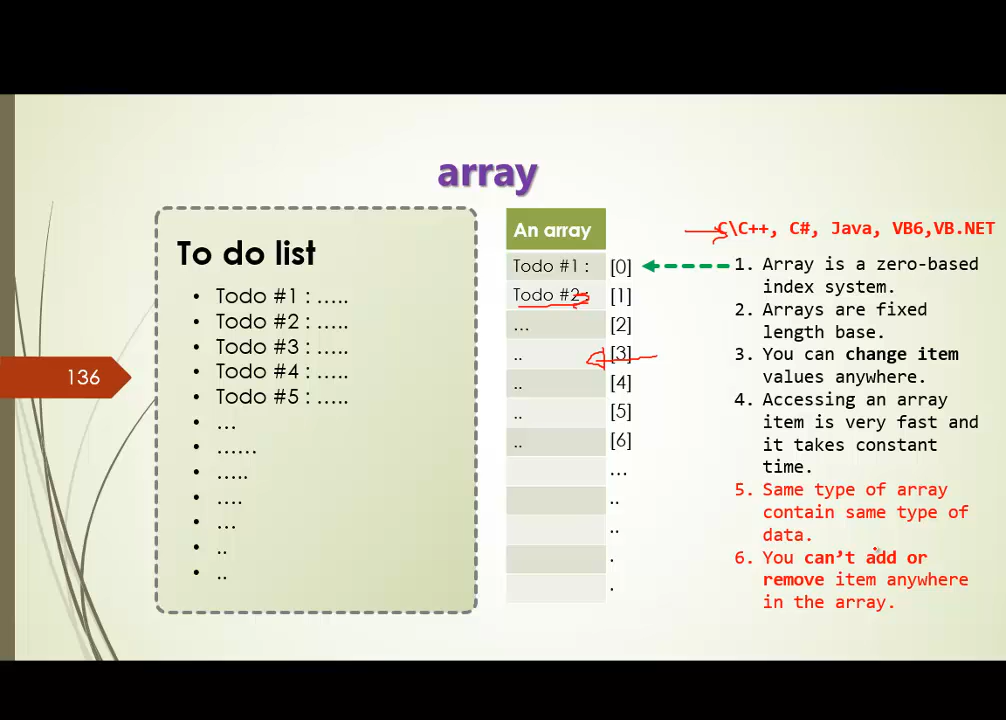 array
To do list
• Todo #1 : …..
• Todo #2 : …..
• Todo #3 : …..
• Todo #4 : …..
• Todo #5 : …..
• …
• ……
• …..
• ….
• …
• ..
• ..
136
An array
Todo #1 : [0]
Todo #2 : [1]
… [2]
.. [3]
.. [4]
.. [5]
.. [6]
…
..
..
.
.
C\C++, C#, Java, VB6,VB.NET
1. Array is a zero-based
index system.
2. Arrays are fixed
length base.
3. You can change item
values anywhere.
4. Accessing an array
item is very fast and
it takes constant
time.
5. Same type of array
contain same type of
data.
6. You can’t add or
remove item anywhere
in the array.